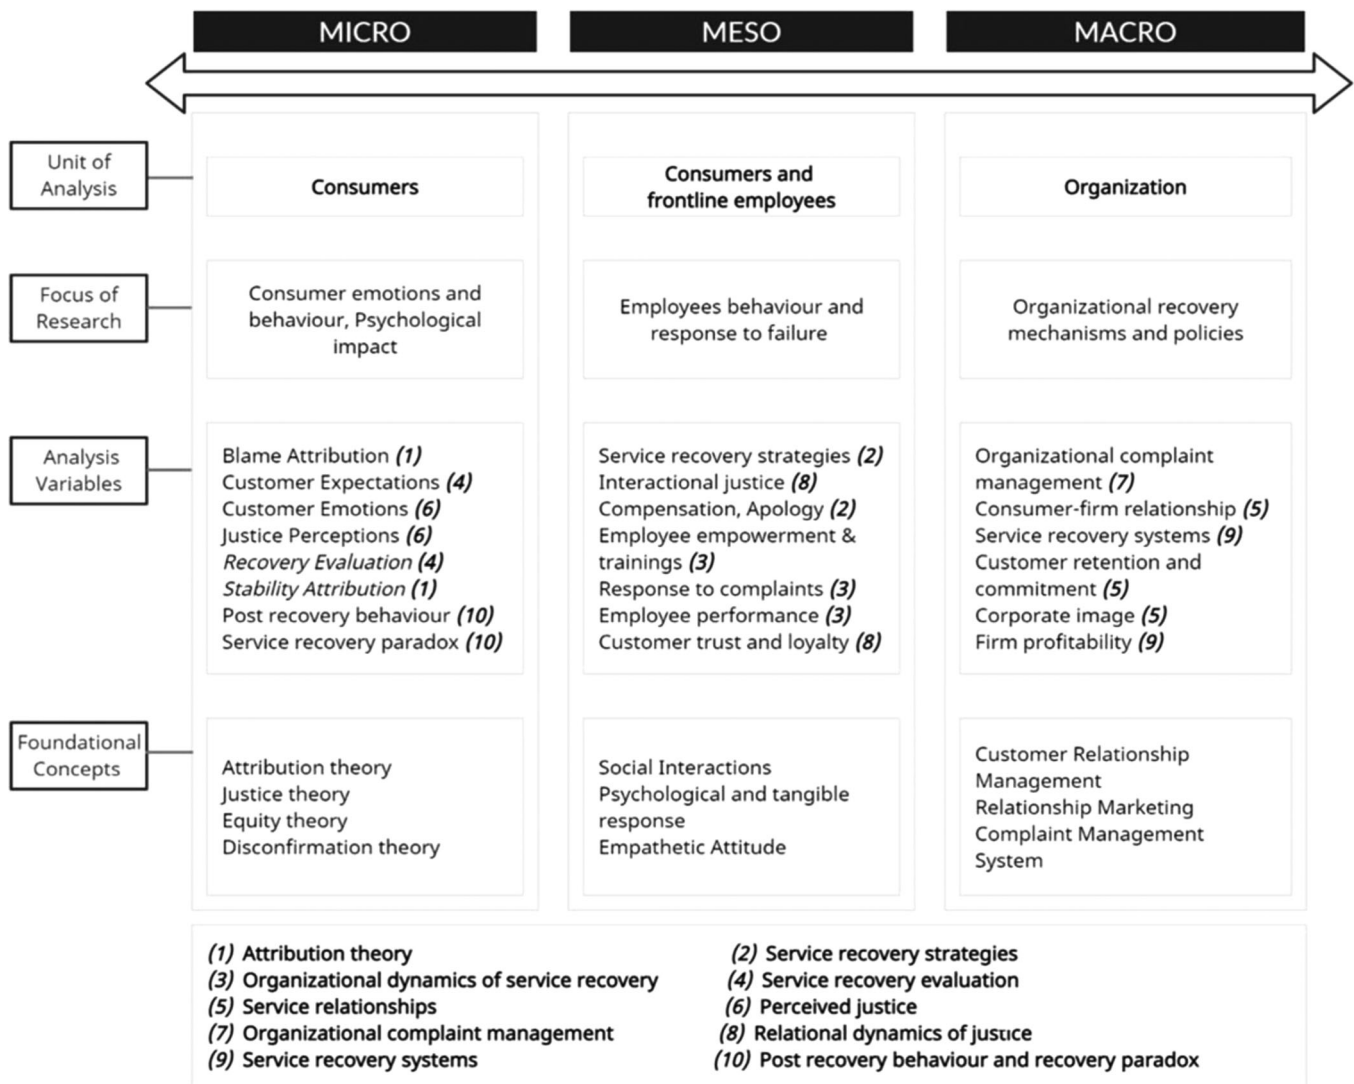 MICRO
MESO
MACRO
Unit of
Analysis
Consumers
Consumers and
frontline employees
Organization
Focus of
Research
Consumer emotions and
behaviour, Psychological
impact
Employees behaviour and
response to failure
Organizational recovery
mechanisms and policies
Analysis
Variables
Blame Attribution (1)
Customer Expectations (4)
Customer Emotions (6)
Justice Perceptions (6)
Recovery Evaluation (4)
Stability Attribution (1)
Post recovery behaviour (10)
Service recovery paradox (10)
Service recovery strategies (2)
Interactional justice (8)
Compensation, Apology (2)
Employee empowerment &
trainings (3)
Response to complaints (3)
Employee performance (3)
Customer trust and loyalty (8)
Organizational complaint
management (7)
Consumer-firm relationship (5)
Service recovery systems (9)
Customer retention and
commitment (5)
Corporate image (5)
Firm profitability (9)
Foundational
Concepts
Attribution theory
Justice theory
Equity theory
Disconfirmation theory
Social Interactions
Psychological and tangible
response
Empathetic Attitude
Customer Relationship
Management
Relationship Marketing
Complaint Management
System
(1) Attribution theory
(2) Service recovery strategies
(3) Organizational dynamics of service recovery
(4) Service recovery evaluation
(5) Service relationships
(6) Perceived justice
(7) Organizational complaint management
(8) Relational dynamics of justice
(9) Service recovery systems
(10) Post recovery behaviour and recovery paradox